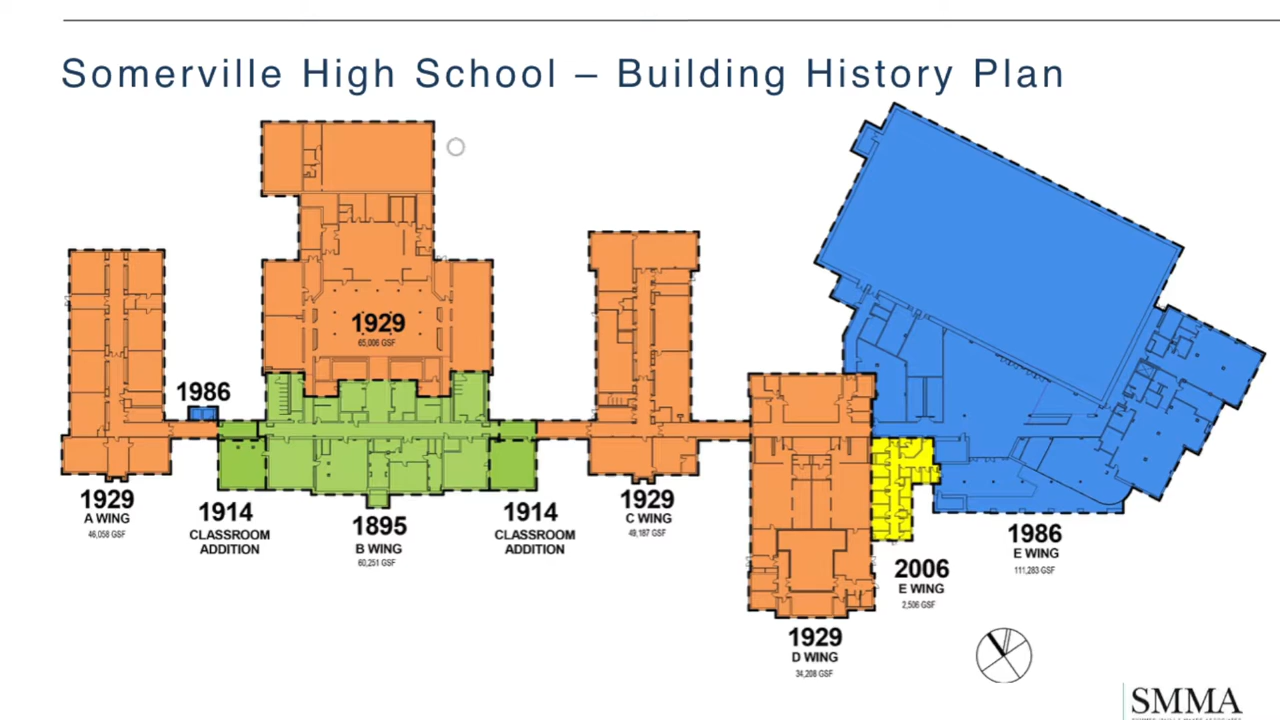 Somerville High School – Building History Plan
1929
65,006 GSF
1986
1929
A WING
46,058 GSF
1914
CLASSROOM
ADDITION
1895
B WING
60,251 GSF
1914
CLASSROOM
ADDITION
1929
C WING
49,187 GSF
1929
D WING
34,208 GSF
2006
E WING
2,506 GSF
1986
E WING
111,283 GSF
SMMA